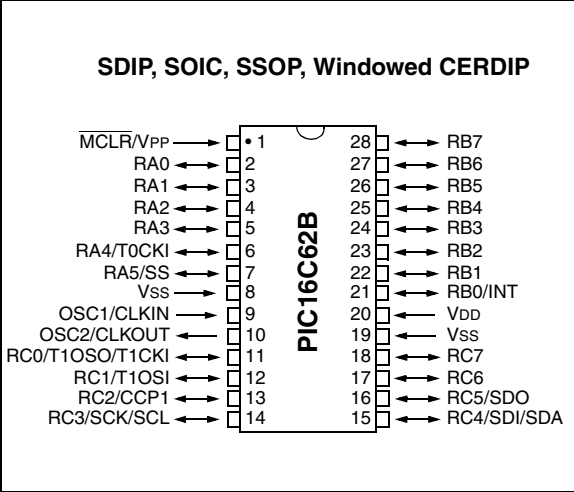 SDIP, SOIC, SSOP, Windowed CERDIP
MCLR/VPP • 1 28 RB7
RA0 2 27 RB6
RA1 3 26 RB5
RA2 4 25 RB4
RA3 5 24 RB3
RA4/T0CKI 6 23 RB2
RA5/SS 7 22 RB1
VSS 8 21 RB0/INT
OSC1/CLKIN 9 20 VDD
OSC2/CLKOUT 10 19 VSS
RC0/T1OSO/T1CKI 11 18 RC7
RC1/T1OSI 12 17 RC6
RC2/CCP1 13 16 RC5/SDO
RC3/SCK/SCL 14 15 RC4/SDI/SDA
PIC16C62B